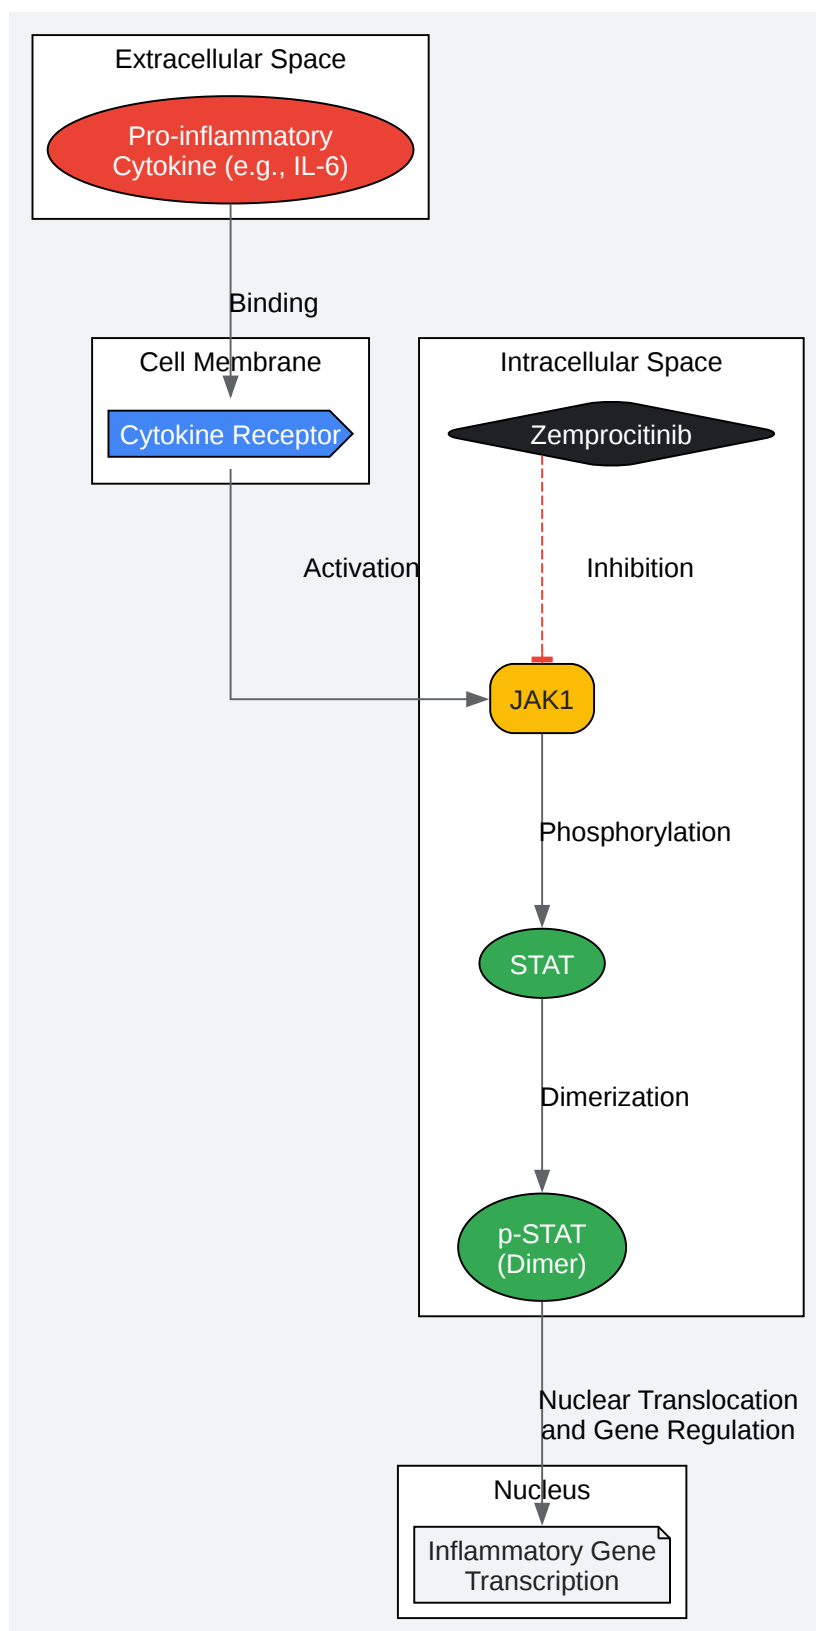 Extracellular Space
Pro-inflammatory
Cytokine (e.g., IL-6)
Binding
Cell Membrane
Cytokine Receptor
Intracellular Space
Zemprocitinib
Activation
Inhibition
JAK1
Phosphorylation
STAT
Dimerization
p-STAT
(Dimer)
Nuclear Translocation
and Gene Regulation
Nucleus
Inflammatory Gene
Transcription